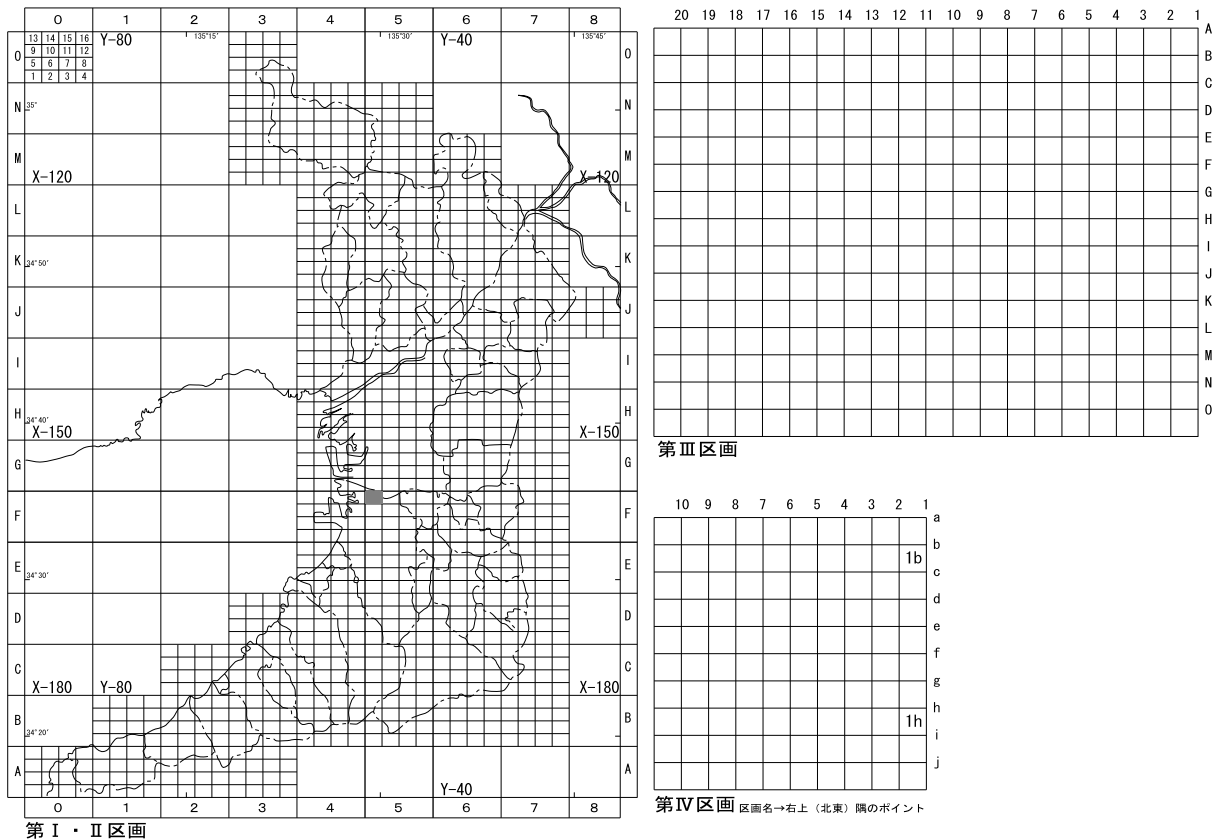 0 1 2 3 4 5 6 7 8
Y-80 135°15′ 135°30′ Y-40 135°45′
13 14 15 16
9 10 11 12
5 6 7 8
1 2 3 4
O O
N 35° N
M M
X-120 X-120
L L
K 34°50′ K
J J
I I
H 34°40′ H
X-150 X-150
G G
F F
E 34°30′ E
D D
C C
X-180 Y-80 X-180
B 34°20′ B
A A
Y-40
0 1 2 3 4 5 6 7 8
第Ⅰ・Ⅱ区画
20 19 18 17 16 15 14 13 12 11 10 9 8 7 6 5 4 3 2 1
A
B
C
D
E
F
G
H
I
J
K
L
M
N
O
第Ⅲ区画
10 9 8 7 6 5 4 3 2 1
a
b
1b
c
d
e
f
g
h
1h
i
j
第Ⅳ区画 区画名→右上（北東）隅のポイント